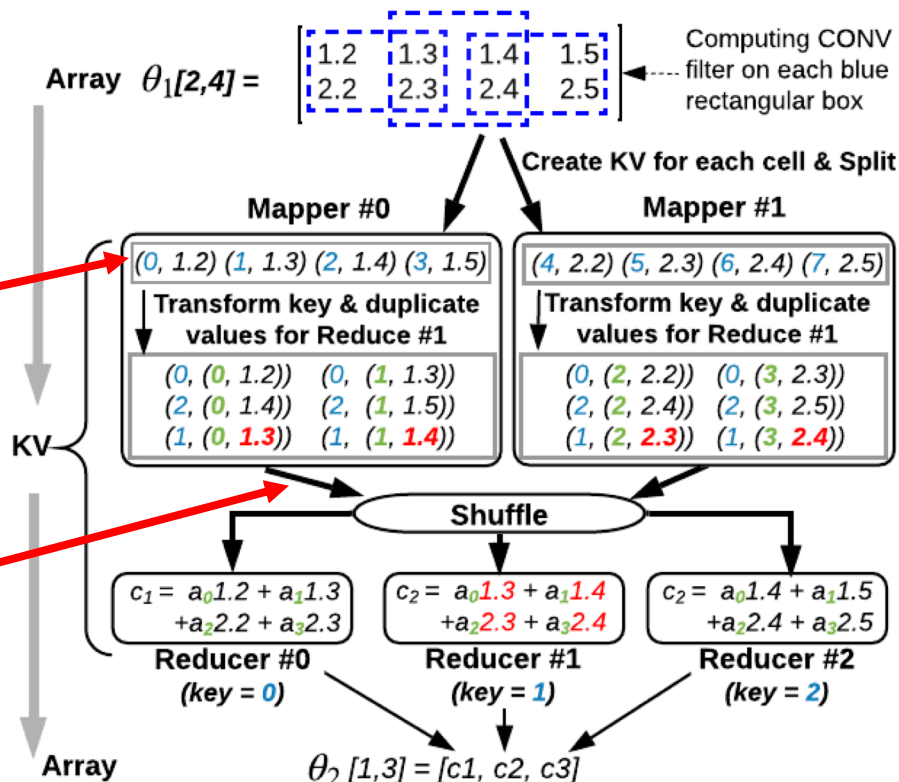 Array θ1[2,4] =
1.2 1.3 1.4 1.5
2.2 2.3 2.4 2.5
Computing CONV
filter on each blue
rectangular box
Create KV for each cell & Split
Mapper #0
(0, 1.2) (1, 1.3) (2, 1.4) (3, 1.5)
Transform key & duplicate
values for Reduce #1
(0, (0, 1.2)) (0, (1, 1.3))
(2, (0, 1.4)) (2, (1, 1.5))
(1, (0, 1.3)) (1, (1, 1.4))
Mapper #1
(4, 2.2) (5, 2.3) (6, 2.4) (7, 2.5)
Transform key & duplicate
values for Reduce #1
(0, (2, 2.2)) (0, (3, 2.3))
(2, (2, 2.4)) (2, (3, 2.5))
(1, (2, 2.3)) (1, (3, 2.4))
KV
Shuffle
c1 = a01.2 + a11.3
+a22.2 + a32.3
Reducer #0
(key = 0)
c2 = a01.3 + a11.4
+a22.3 + a32.4
Reducer #1
(key = 1)
c2 = a01.4 + a11.5
+a22.4 + a32.5
Reducer #2
(key = 2)
Array θ2 [1,3] = [c1, c2, c3]